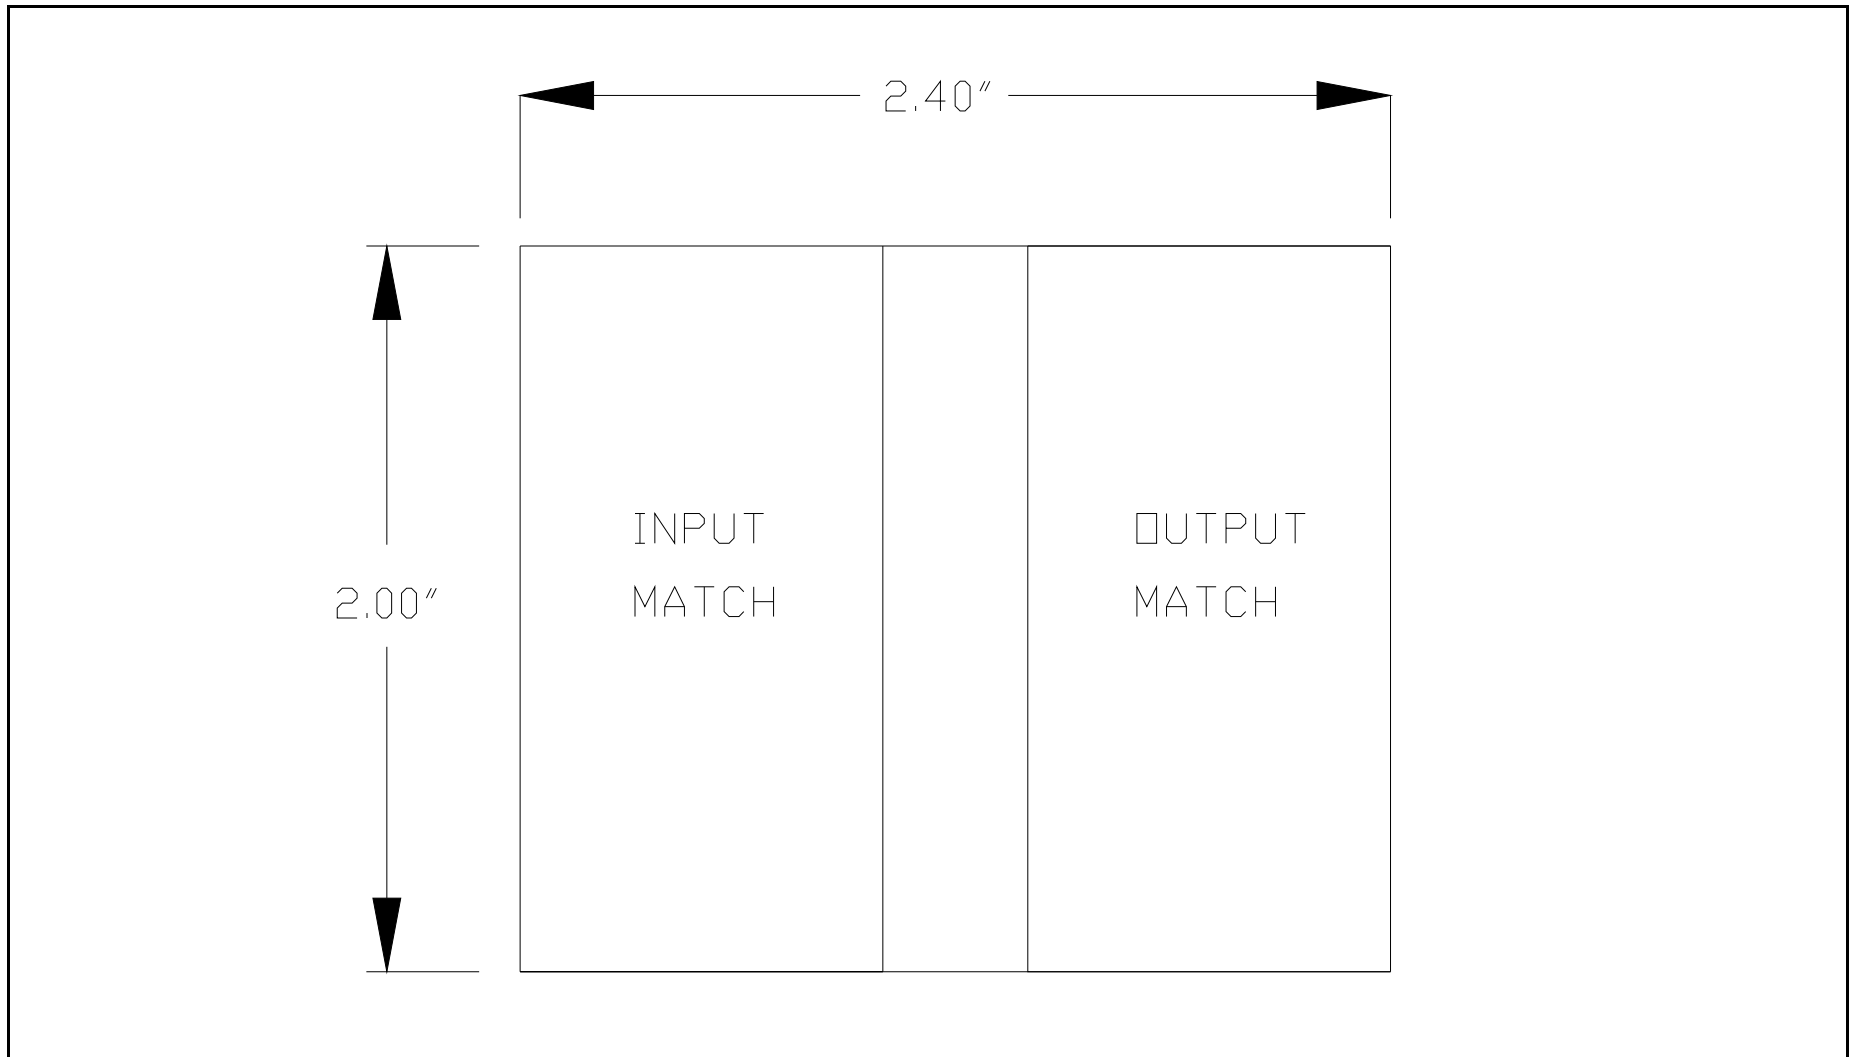 2.40"
INPUT
MATCH
OUTPUT
MATCH
2.00"